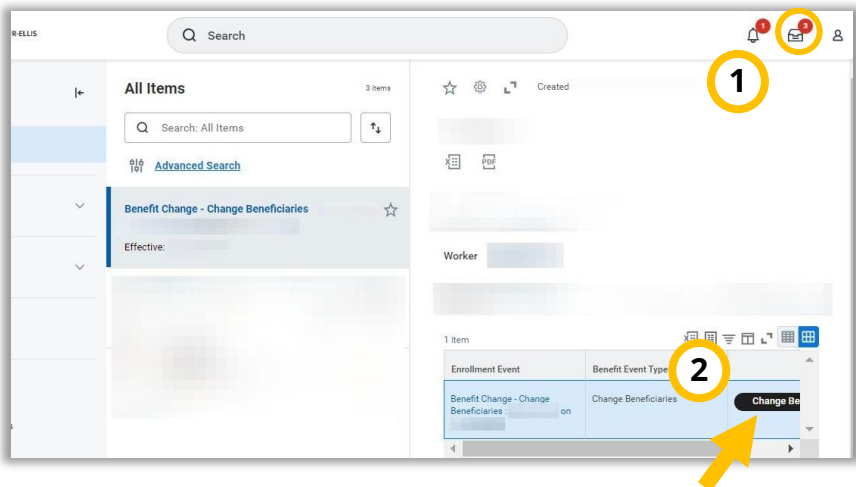 R-ELLIS
Search
1
3
1
All Items
3 items
Created
Search: All Items
PDF
Advanced Search
Benefit Change - Change Beneficiaries
Effective:
Worker
1 item
2
Enrollment Event
Benefit Event Type
Benefit Change - Change
Beneficiaries : on
Change Beneficiaries
Change Be